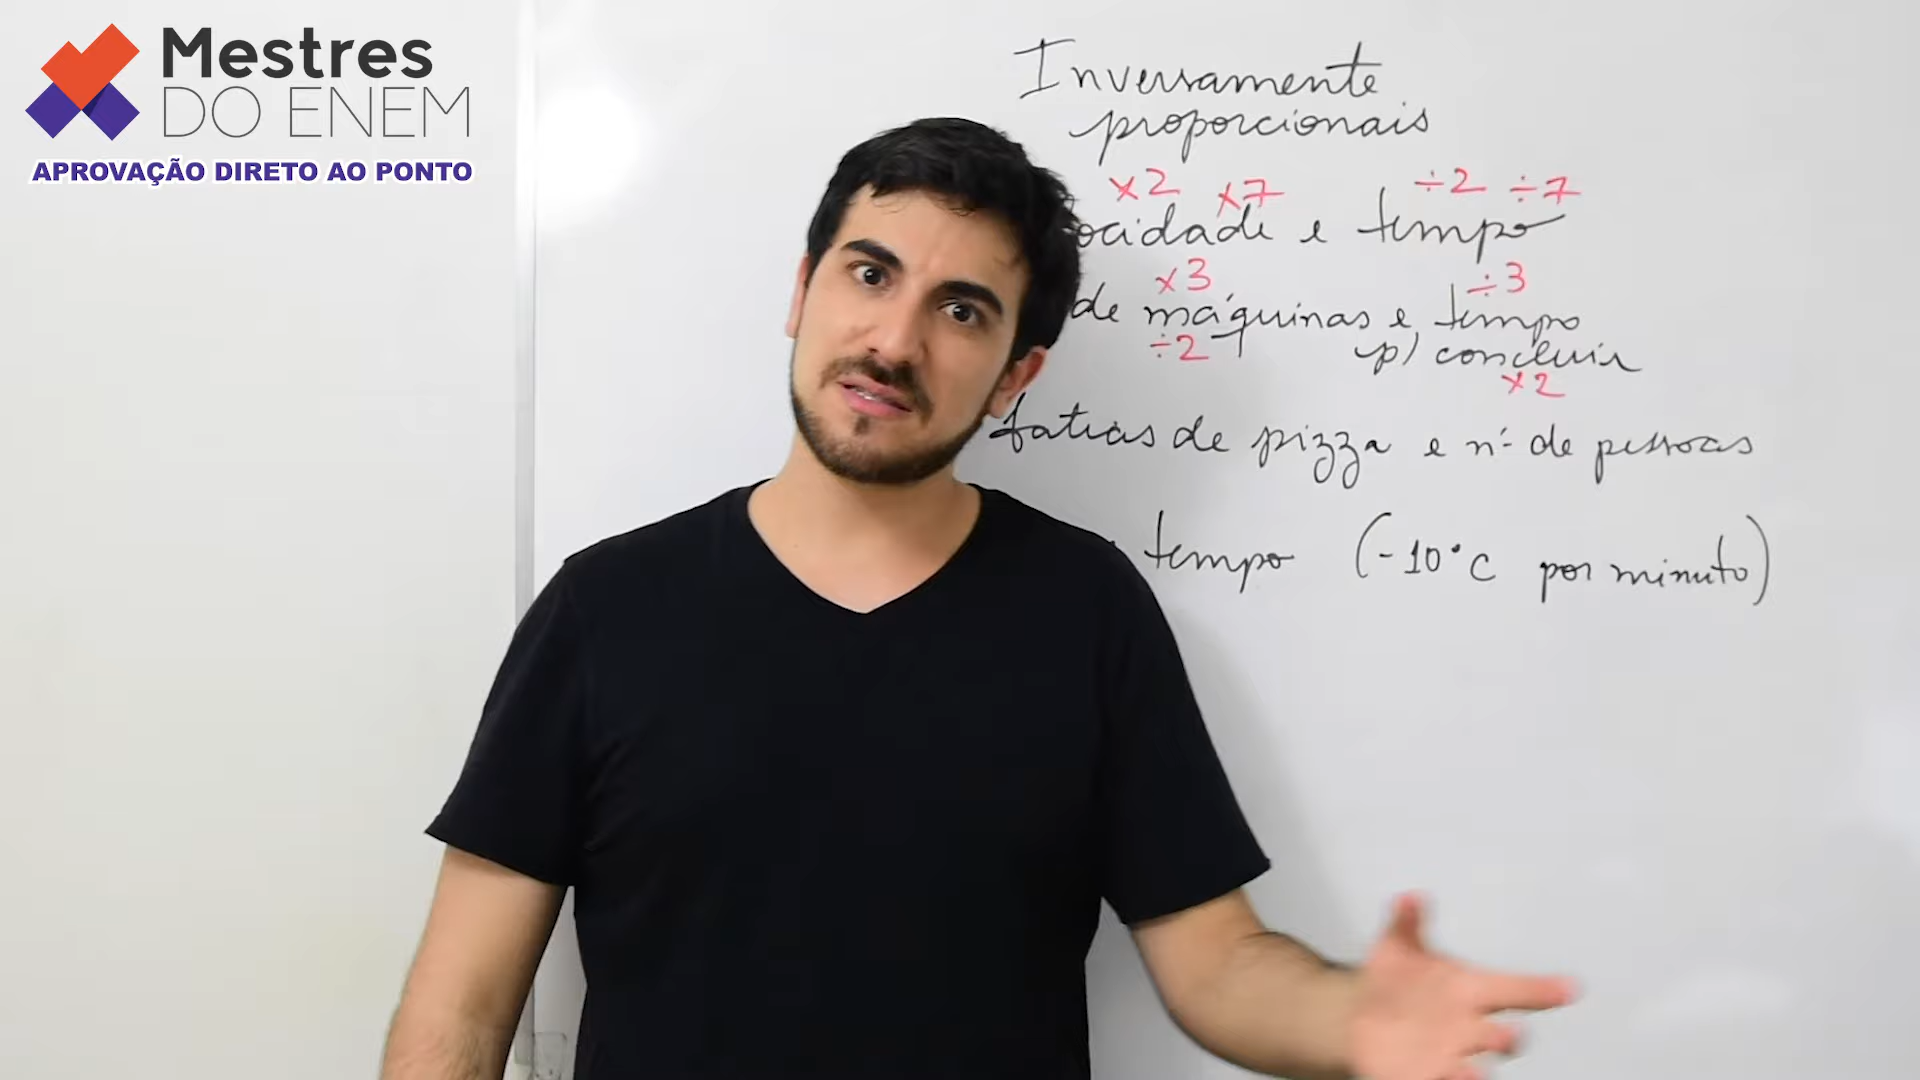 Mestres
DO ENEM
APROVAÇÃO DIRETO AO PONTO
Inversamente
proporcionais
×2 ×7 ÷2 ÷7
ocidade e tempo
×3 ÷3
de máquinas e tempo
÷2 p/ concluir
×2
fatias de pizza e nº de pessoas
tempo (-10°C por minuto)